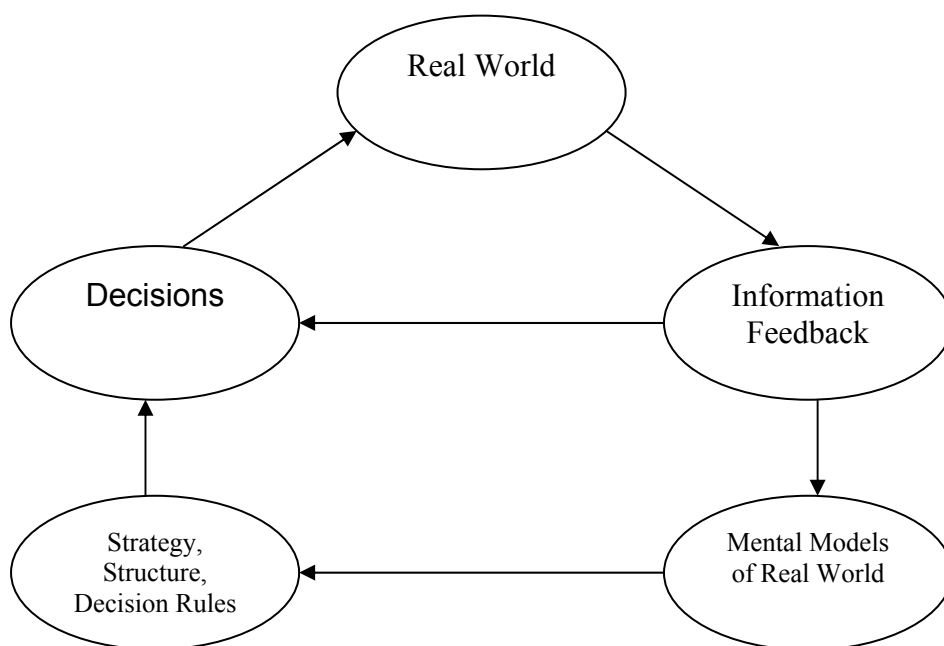 Real World
Decisions
Information
Feedback
Strategy,
Structure,
Decision Rules
Mental Models
of Real World